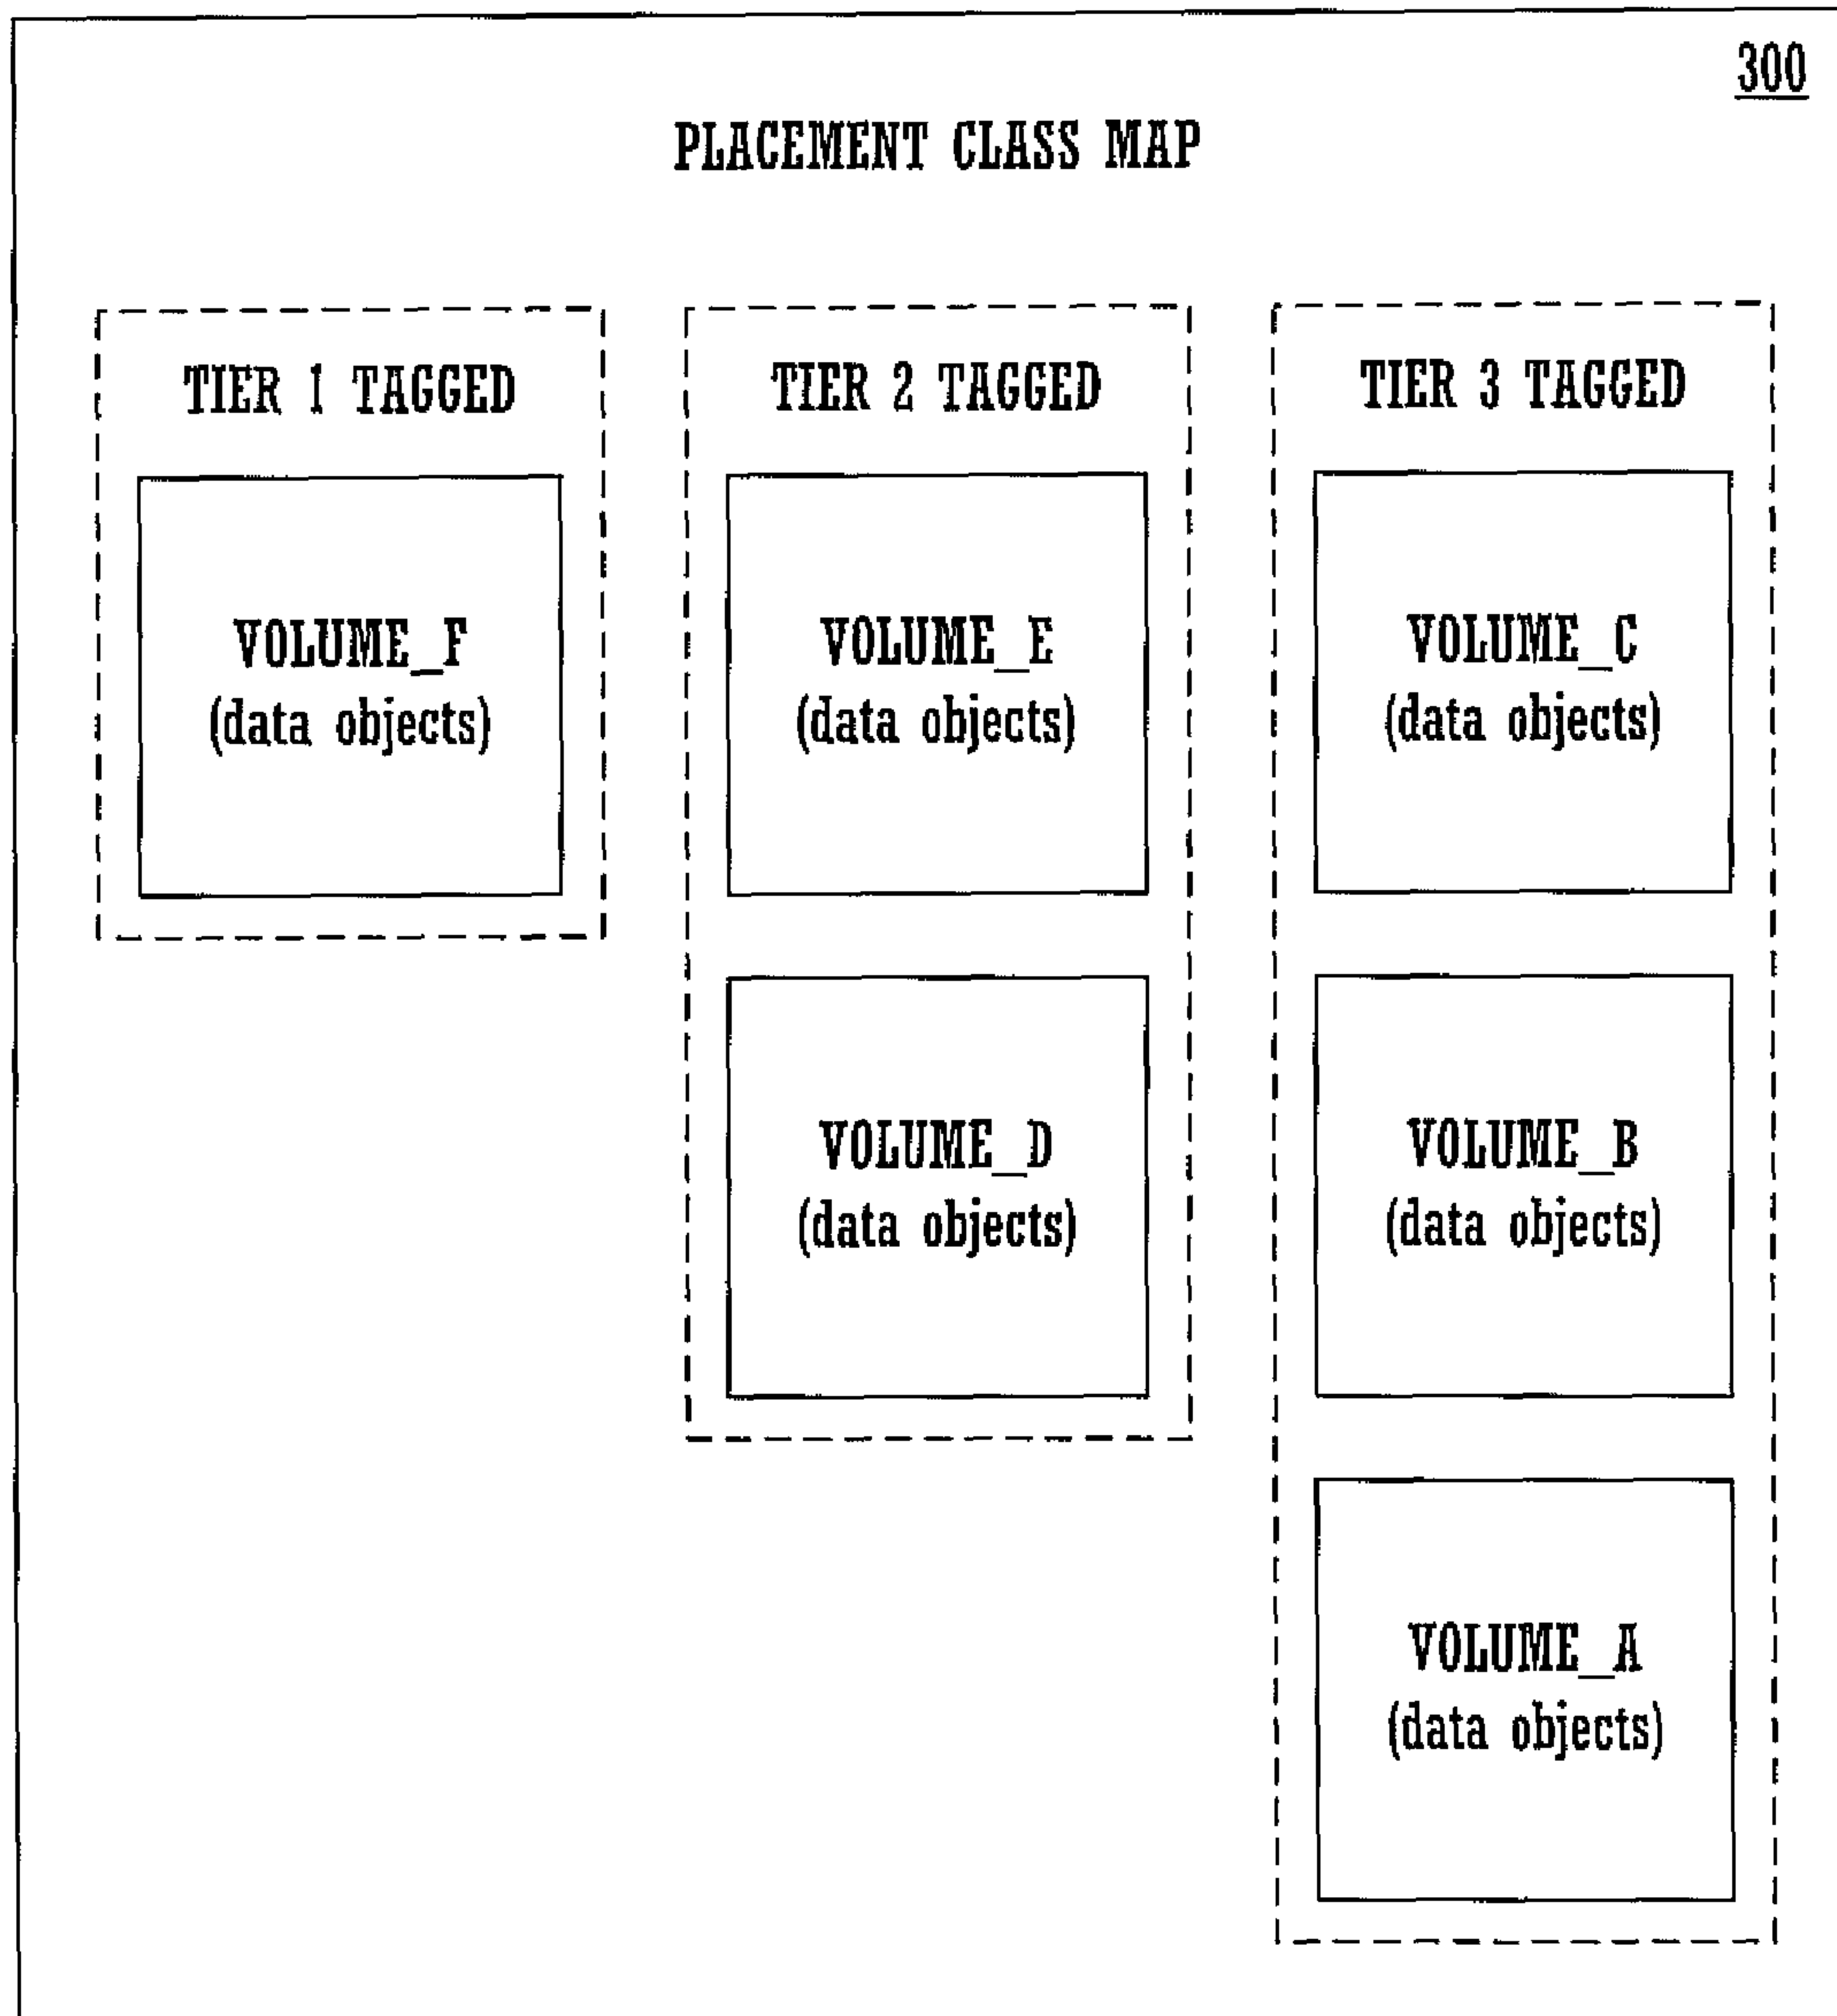 300
PLACEMENT CLASS MAP
TIER 1 TAGGED
VOLUME_F
(data objects)
TIER 2 TAGGED
VOLUME_E
(data objects)
VOLUME_D
(data objects)
TIER 3 TAGGED
VOLUME_C
(data objects)
VOLUME_B
(data objects)
VOLUME_A
(data objects)